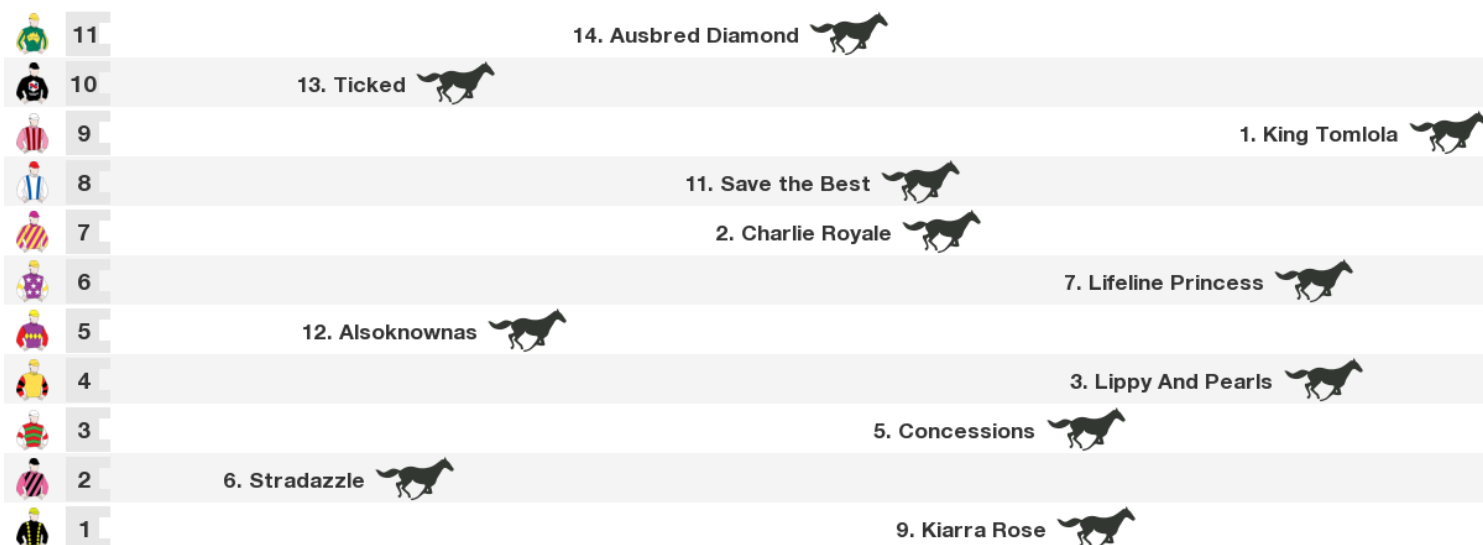 11 14. Ausbred Diamond
10 13. Ticked
9 1. King Tomlola
8 11. Save the Best
7 2. Charlie Royale
6 7. Lifeline Princess
5 12. Alsoknownas
4 3. Lippy And Pearls
3 5. Concessions
2 6. Stradazzle
1 9. Kiarra Rose